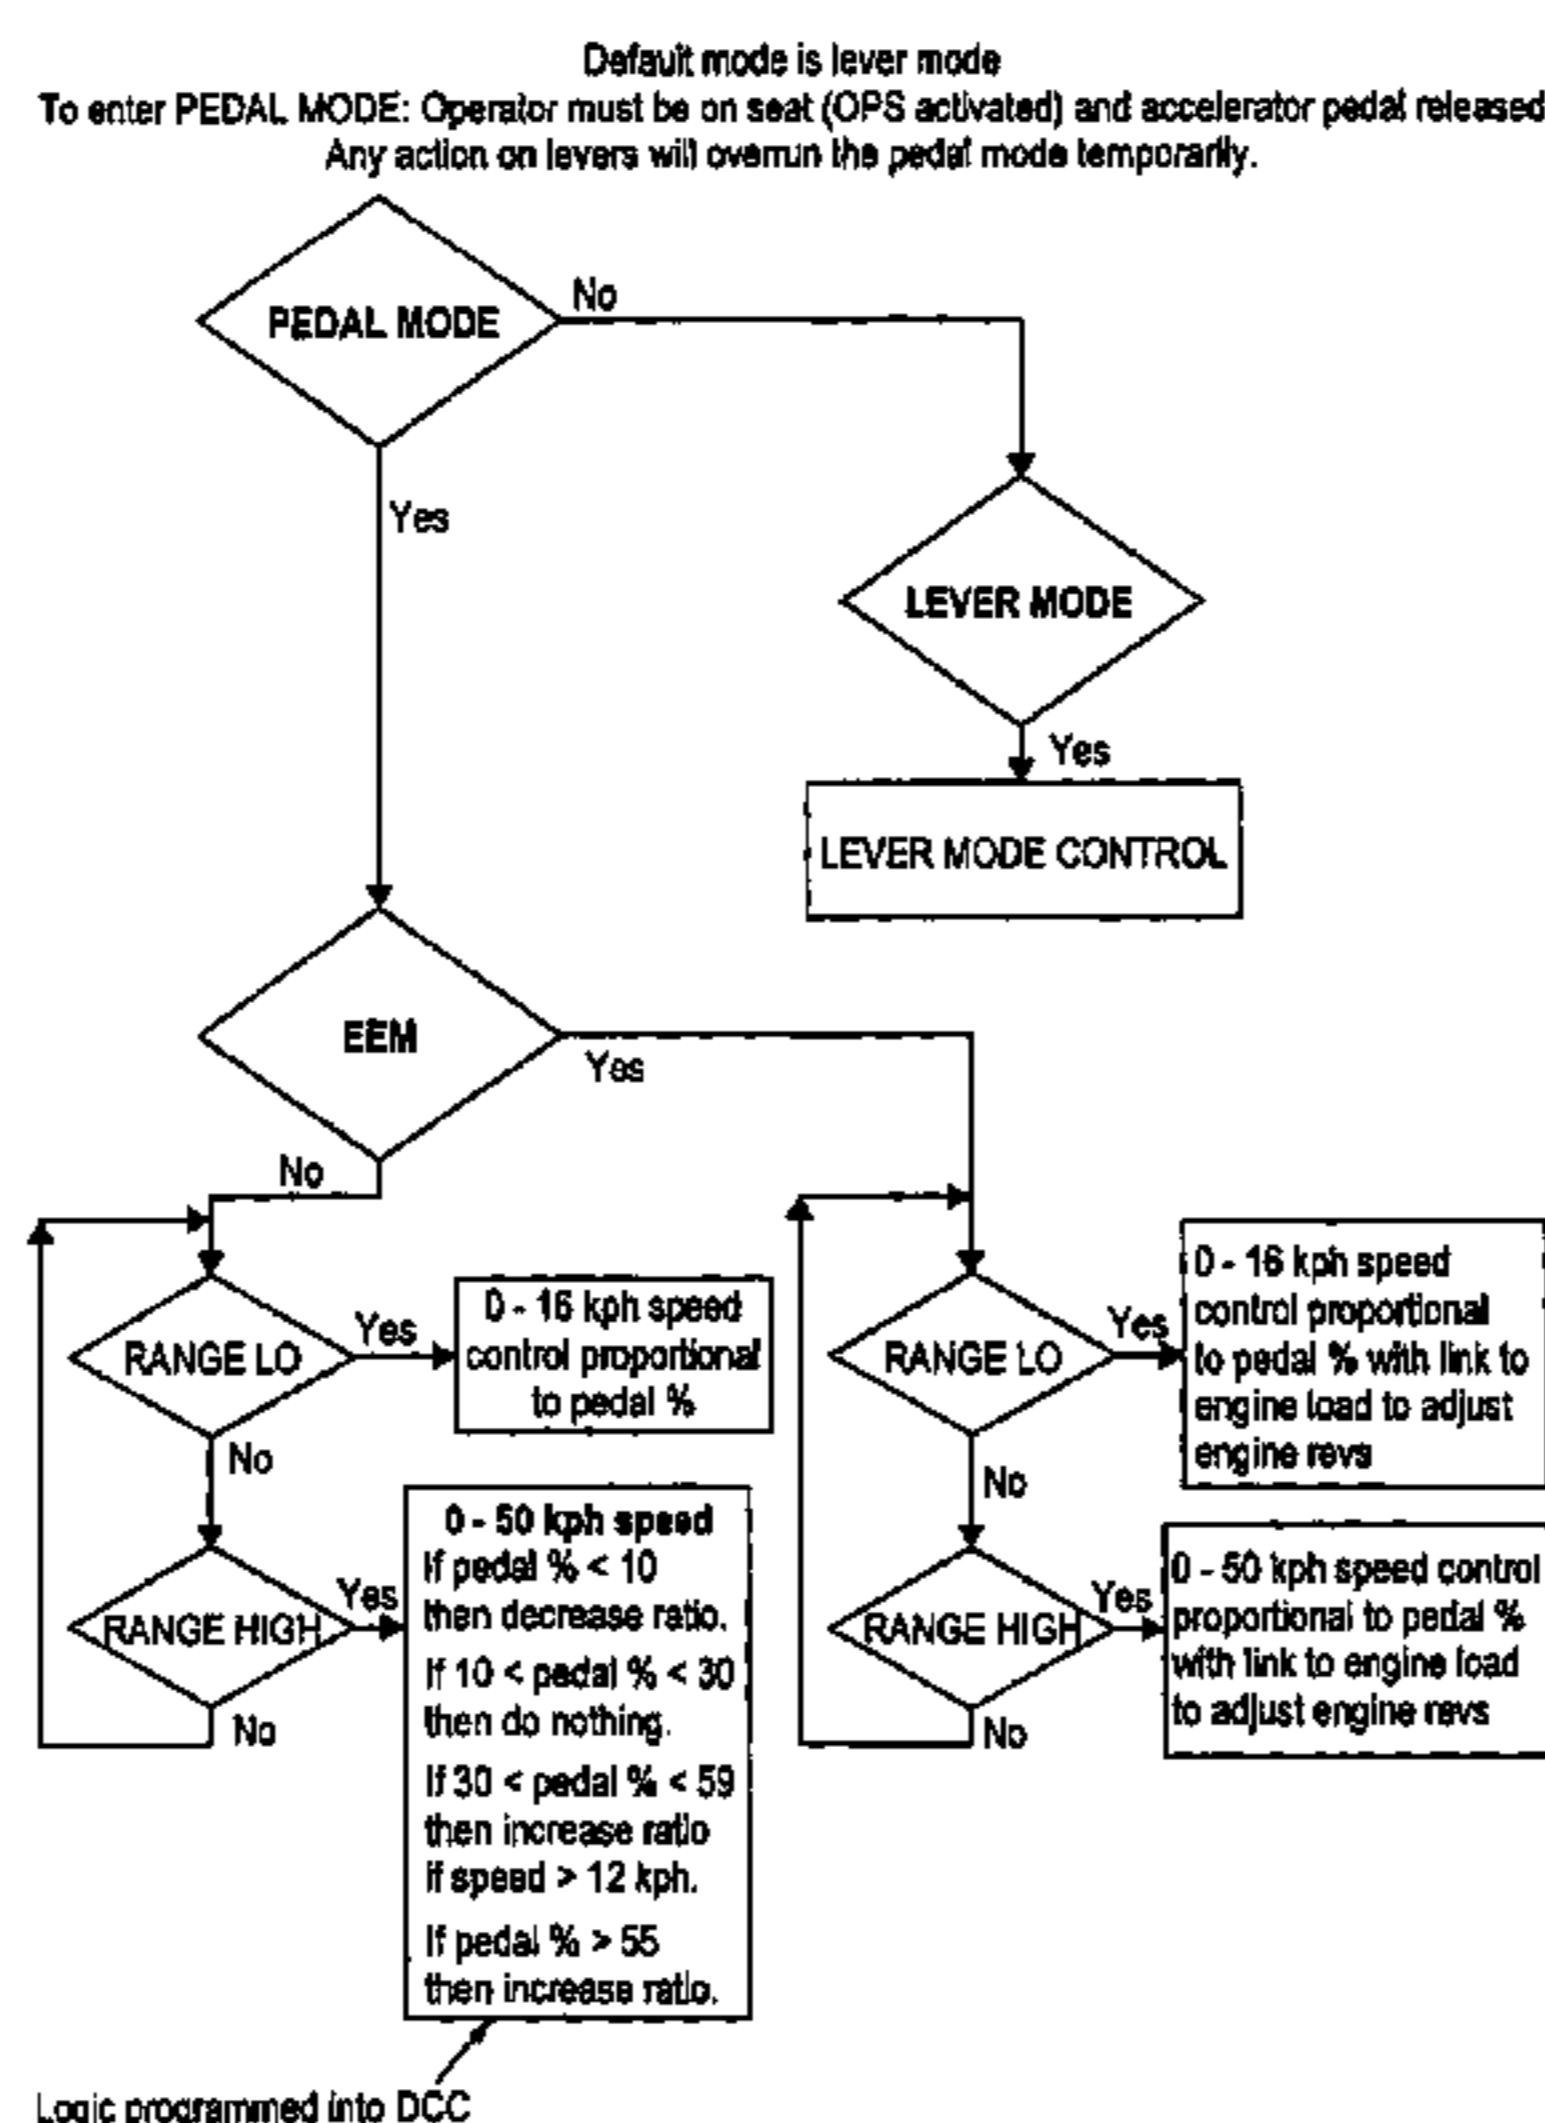 Default mode is lever mode
To enter PEDAL MODE: Operator must be on seat (OPS activated) and accelerator pedal released
Any action on levers will overrun the pedal mode temporarily.
PEDAL MODE
No
Yes
LEVER MODE
Yes
LEVER MODE CONTROL
EEM
Yes
No
RANGE LO
Yes
0 - 16 kph speed
control proportional
to pedal %
No
RANGE HIGH
Yes
0 - 50 kph speed
If pedal % < 10
then decrease ratio.
If 10 < pedal % < 30
then do nothing.
If 30 < pedal % < 59
then increase ratio
if speed > 12 kph.
If pedal % > 55
then increase ratio.
No
Logic programmed into DCC
RANGE LO
Yes
0 - 16 kph speed
control proportional
to pedal % with link to
engine load to adjust
engine revs
No
RANGE HIGH
Yes
0 - 50 kph speed control
proportional to pedal %
with link to engine load
to adjust engine revs
No